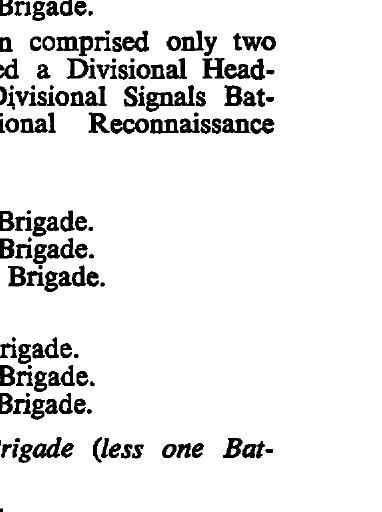 Brigade.
n comprised only two
ed a Divisional Head-
Divisional Signals Bat-
ional Reconnaissance
Brigade.
Brigade.
Brigade.
rigade.
Brigade.
Brigade.
rigade (less one Bat-